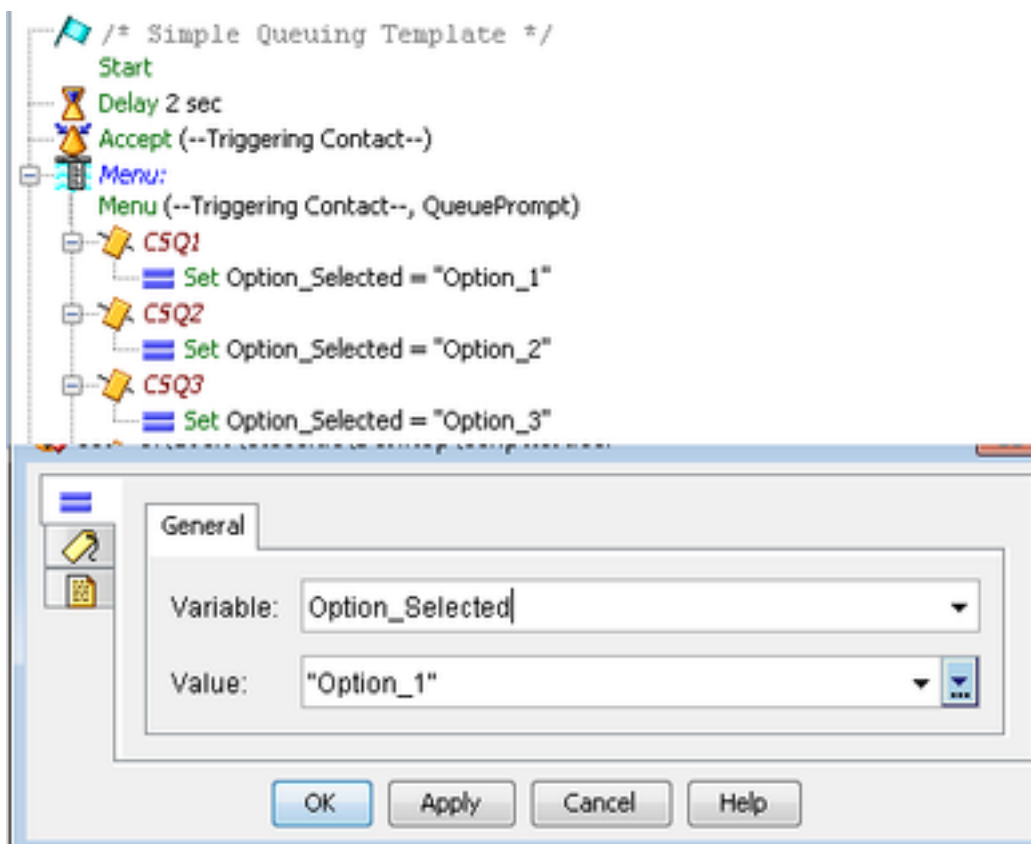 /* Simple Queuing Template */
Start
Delay 2 sec
Accept (--Triggering Contact--)
Menu:
Menu (--Triggering Contact--, QueuePrompt)
CSQ1
Set Option_Selected = "Option_1"
CSQ2
Set Option_Selected = "Option_2"
CSQ3
Set Option_Selected = "Option_3"
General
Variable: Option_Selected
Value: "Option_1"
OK Apply Cancel Help